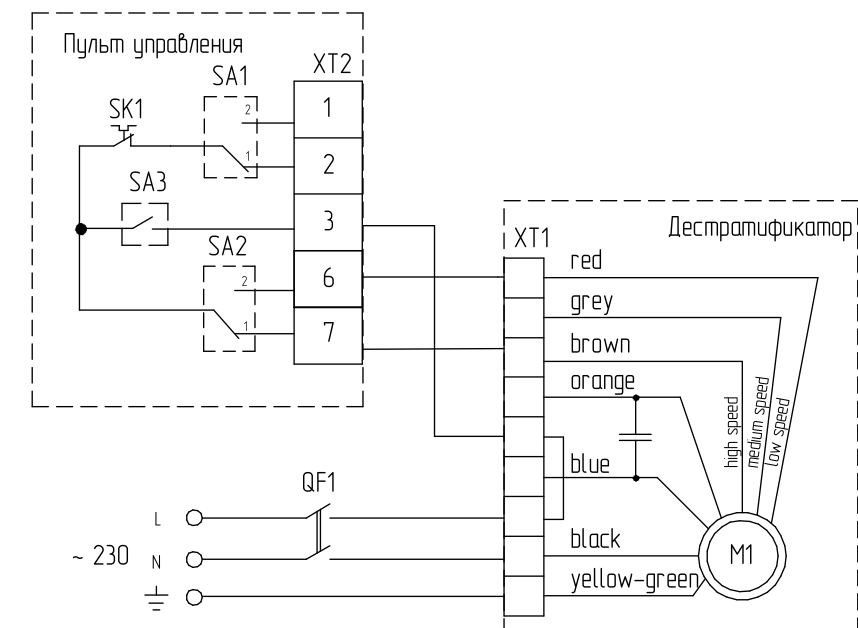 Пульт управления
XT2
SA1
SK1
2
1
1
2
SA3
3
SA2
2
6
1
7
Дестратификатор
XT1
red
grey
brown
orange
high speed
medium speed
low speed
blue
QF1
L
~ 230 N
black
M1
yellow-green